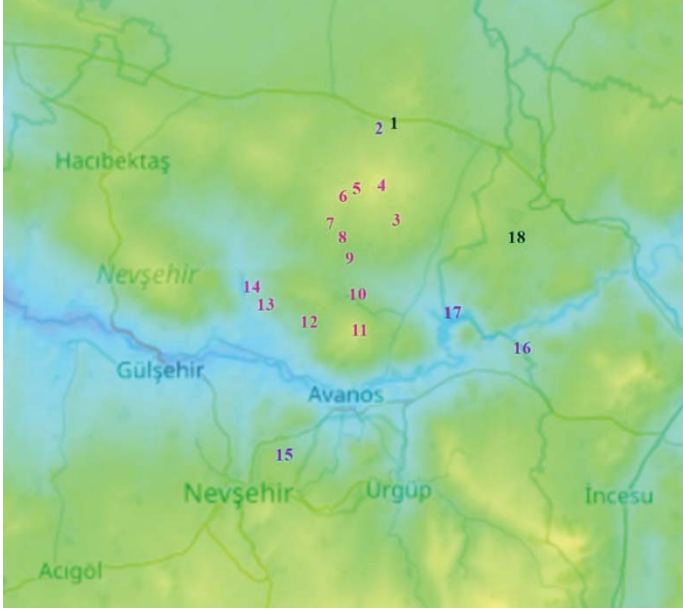 1
2
Hacıbektaş
4
5
6
3
7
8
18
9
Nevşehir
14
10
13
17
12
11
16
Gülşehir
Avanos
15
Nevşehir
Ürgüp
İncesu
Acıgöl